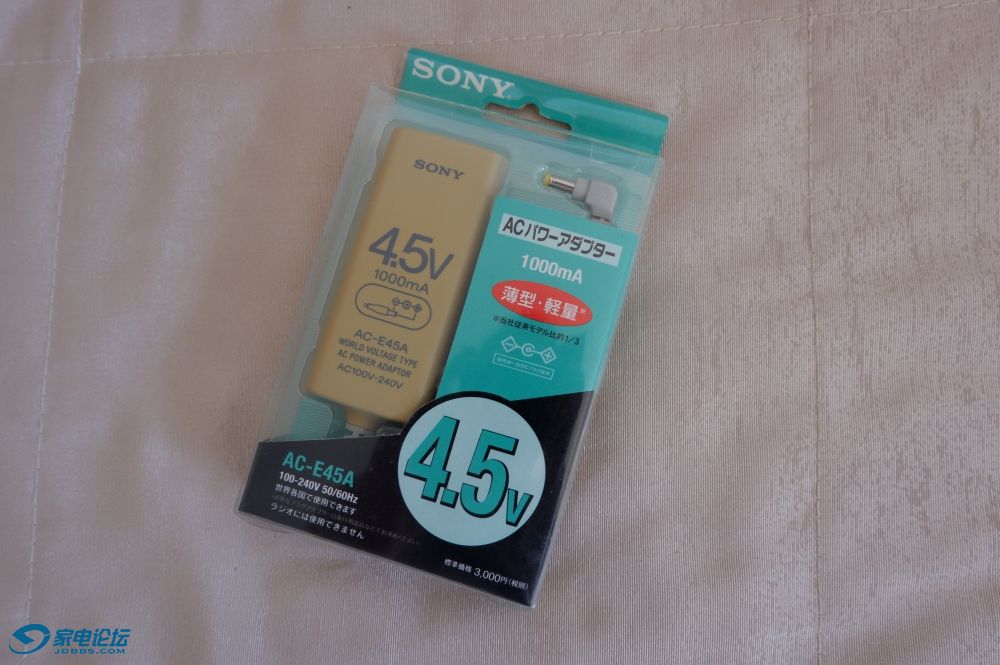 SONY
SONY
4.5V
1000mA
AC-E45A
WORLD VOLTAGE TYPE
AC POWER ADAPTOR
AC100V-240V
ACパワーアダプター
1000mA
薄型・軽量※
※当社従来モデル比約1/3
4.5V
AC-E45A
100-240V 50/60Hz
世界各国で使用できます
ラジオには使用できません
標準価格 3,000円(税別)
家电论坛
JDBBS.COM